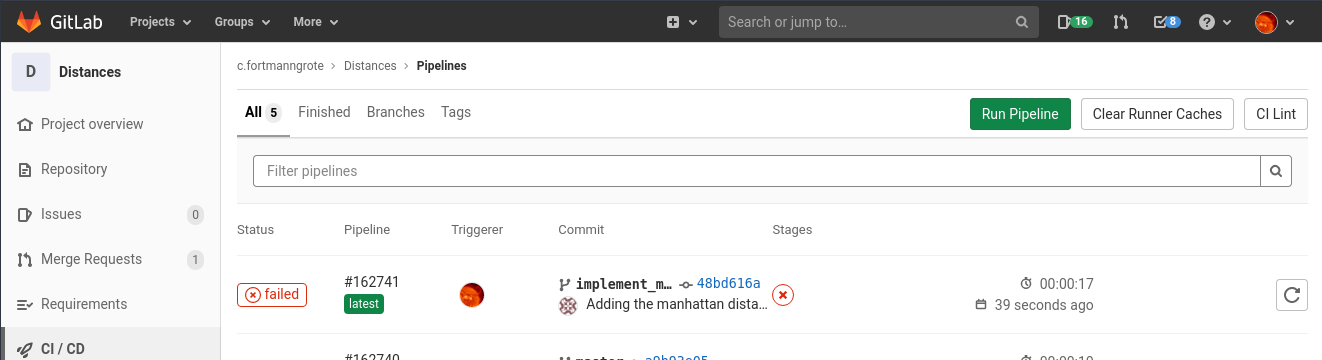 GitLab Projects Groups More Search or jump to... 16 8
D Distances
c.fortmanngrote > Distances > Pipelines
All 5 Finished Branches Tags Run Pipeline Clear Runner Caches CI Lint
Project overview
Repository
Filter pipelines
Issues 0
Status Pipeline Triggerer Commit Stages
Merge Requests 1
Requirements
failed #162741 latest implement_m... 48bd616a 00:00:17
Adding the manhattan dista... 39 seconds ago
CI / CD
#162740 master